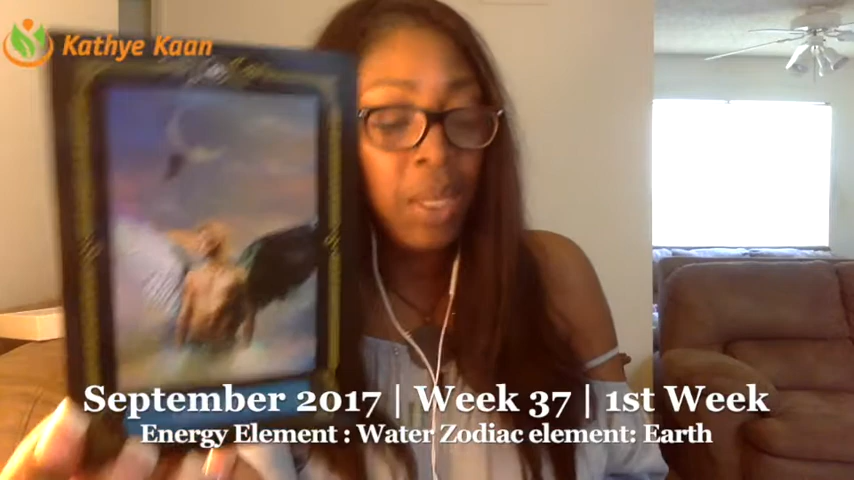 Kathye Kaan
September 2017 | Week 37 | 1st Week
Energy Element : Water Zodiac element: Earth